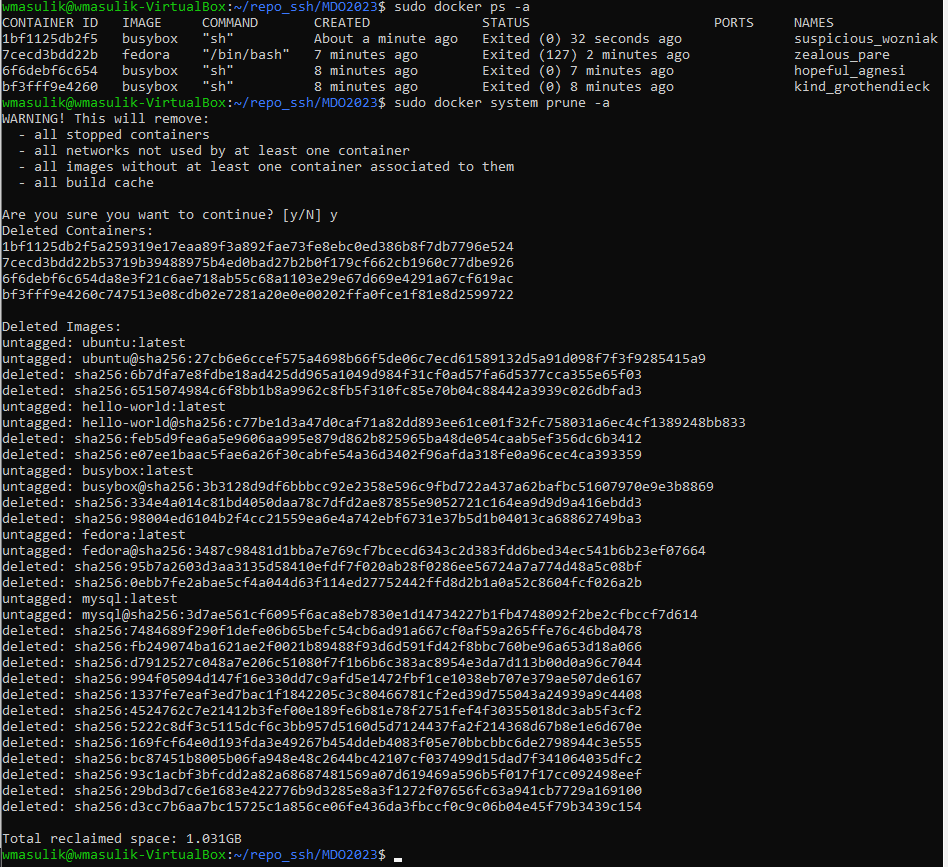 wmasulik@wmasulik-VirtualBox:~/repo_ssh/MDO2023$ sudo docker ps -a
CONTAINER ID   IMAGE     COMMAND       CREATED              STATUS                       PORTS     NAMES
1bf1125db2f5   busybox   "sh"          About a minute ago   Exited (0) 32 seconds ago              suspicious_wozniak
7cecd3bdd22b   fedora    "/bin/bash"   7 minutes ago        Exited (127) 2 minutes ago             zealous_pare
6f6debf6c654   busybox   "sh"          8 minutes ago        Exited (0) 7 minutes ago               hopeful_agnesi
bf3fff9e4260   busybox   "sh"          8 minutes ago        Exited (0) 8 minutes ago               kind_grothendieck
wmasulik@wmasulik-VirtualBox:~/repo_ssh/MDO2023$ sudo docker system prune -a
WARNING! This will remove:
  - all stopped containers
  - all networks not used by at least one container
  - all images without at least one container associated to them
  - all build cache

Are you sure you want to continue? [y/N] y
Deleted Containers:
1bf1125db2f5a259319e17eaa89f3a892fae73fe8ebc0ed386b8f7db7796e524
7cecd3bdd22b53719b39488975b4ed0bad27b2b0f179cf662cb1960c77dbe926
6f6debf6c654da8e3f21c6ae718ab55c68a1103e29e67d669e4291a67cf619ac
bf3fff9e4260c747513e08cdb02e7281a20e0e00202ffa0fce1f81e8d2599722

Deleted Images:
untagged: ubuntu:latest
untagged: ubuntu@sha256:27cb6e6ccef575a4698b66f5de06c7ecd61589132d5a91d098f7f3f9285415a9
deleted: sha256:6b7dfa7e8fdbe18ad425dd965a1049d984f31cf0ad57fa6d5377cca355e65f03
deleted: sha256:6515074984c6f8bb1b8a9962c8fb5f310fc85e70b04c88442a3939c026dbfad3
untagged: hello-world:latest
untagged: hello-world@sha256:c77be1d3a47d0caf71a82dd893ee61ce01f32fc758031a6ec4cf1389248bb833
deleted: sha256:feb5d9fea6a5e9606aa995e879d862b825965ba48de054caab5ef356dc6b3412
deleted: sha256:e07ee1baac5fae6a26f30cabfe54a36d3402f96afda318fe0a96cec4ca393359
untagged: busybox:latest
untagged: busybox@sha256:3b3128d9df6bbbcc92e2358e596c9fbd722a437a62bafbc51607970e9e3b8869
deleted: sha256:334e4a014c81bd4050daa78c7dfd2ae87855e9052721c164ea9d9d9a416ebdd3
deleted: sha256:98004ed6104b2f4cc21559ea6e4a742ebf6731e37b5d1b04013ca68862749ba3
untagged: fedora:latest
untagged: fedora@sha256:3487c98481d1bba7e769cf7bcecd6343c2d383fdd6bed34ec541b6b23ef07664
deleted: sha256:95b7a2603d3aa3135d58410efdf7f020ab28f0286ee56724a7a774d48a5c08bf
deleted: sha256:0ebb7fe2abae5cf4a044d63f114ed27752442ffd8d2b1a0a52c8604fcf026a2b
untagged: mysql:latest
untagged: mysql@sha256:3d7ae561cf6095f6aca8eb7830e1d14734227b1fb4748092f2be2cfbccf7d614
deleted: sha256:7484689f290f1defe06b65befc54cb6ad91a667cf0af59a265ffe76c46bd0478
deleted: sha256:fb249074ba1621ae2f0021b89488f93d6d591fd42f8bbc760be96a653d18a066
deleted: sha256:d7912527c048a7e206c51080f7f1b6b6c383ac8954e3da7d113b00d0a96c7044
deleted: sha256:994f05094d147f16e330dd7c9afd5e1472fbf1ce1038eb707e379ae507de6167
deleted: sha256:1337fe7eaf3ed7bac1f1842205c3c80466781cf2ed39d755043a24939a9c4408
deleted: sha256:4524762c7e21412b3fef00e189fe6b81e78f2751fef4f30355018dc3ab5f3cf2
deleted: sha256:5222c8df3c5115dcf6c3bb957d5160d5d7124437fa2f214368d67b8e1e6d670e
deleted: sha256:169fcf64e0d193fda3e49267b454ddeb4083f05e70bbcbbc6de2798944c3e555
deleted: sha256:bc87451b8005b06fa948e48c2644bc42107cf037499d15dad7f341064035dfc2
deleted: sha256:93c1acbf3bfcdd2a82a68687481569a07d619469a596b5f017f17cc092498eef
deleted: sha256:29bd3d7c6e1683e422776b9d3285e8a3f1272f07656fc63a941cb7729a169100
deleted: sha256:d3cc7b6aa7bc15725c1a856ce06fe436da3fbccf0c9c06b04e45f79b3439c154

Total reclaimed space: 1.031GB
wmasulik@wmasulik-VirtualBox:~/repo_ssh/MDO2023$